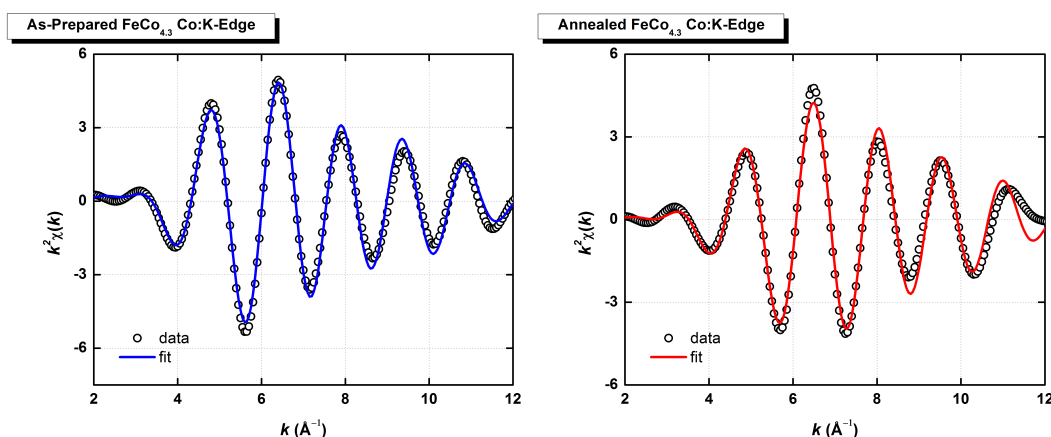 As-Prepared FeCo4.3 Co:K-Edge
6
3
0
-3
-6
k²χ(k)
data
fit
2 4 6 8 10 12
k (Å⁻¹)
Annealed FeCo4.3 Co:K-Edge
6
3
0
-3
-6
k²χ(k)
data
fit
2 4 6 8 10 12
k (Å⁻¹)